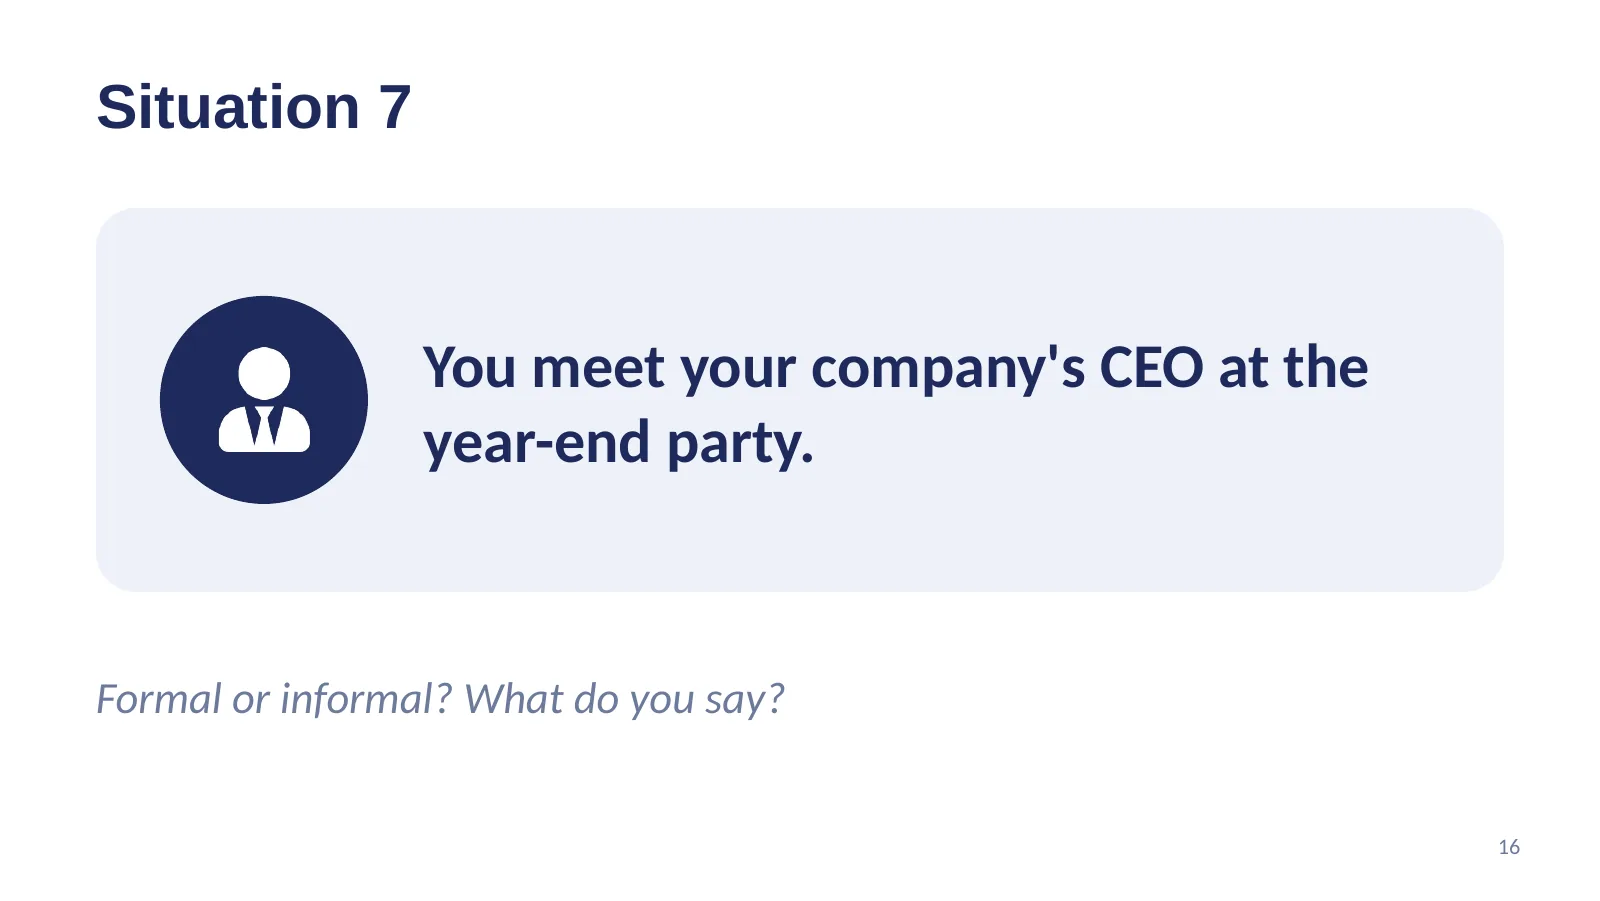 Situation 7
You meet your company's CEO at the
year-end party.
Formal or informal? What do you say?
16